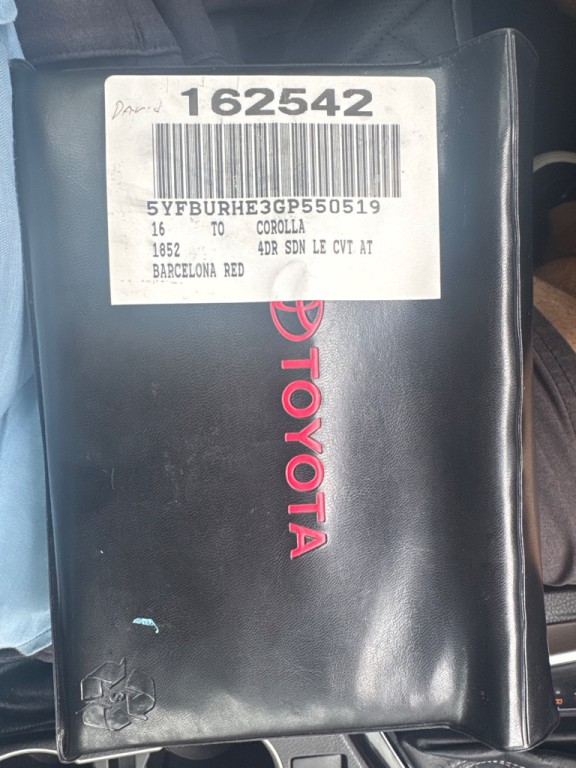 David
162542
5YFBURHE3GP550519
16 TO COROLLA
1852 4DR SDN LE CVT AT
BARCELONA RED
TOYOTA